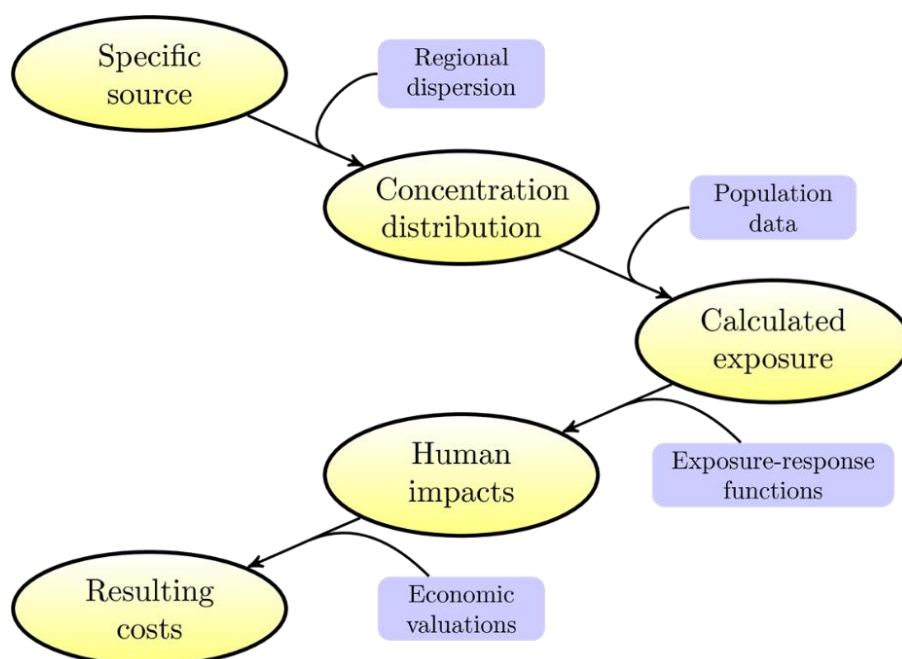 Specific
source
Regional
dispersion
Concentration
distribution
Population
data
Calculated
exposure
Human
impacts
Exposure-response
functions
Resulting
costs
Economic
valuations